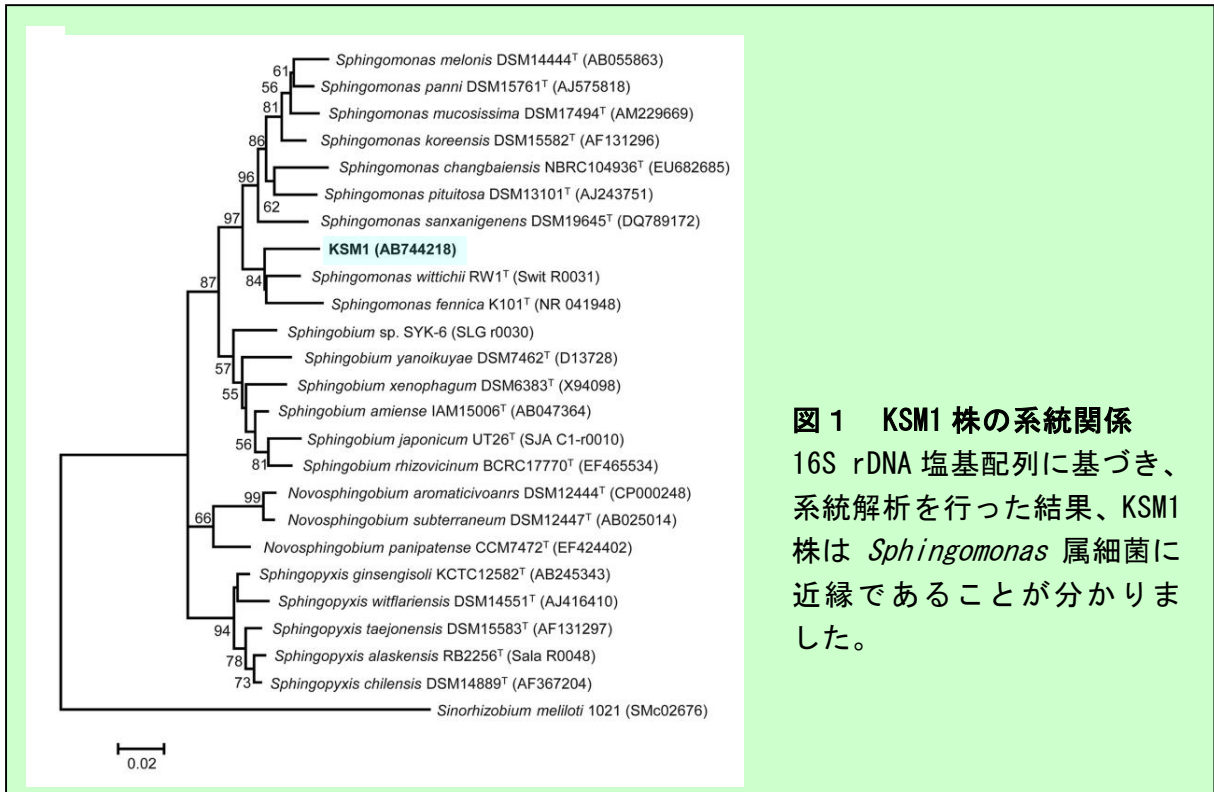 61
Sphingomonas melonis DSM14444ᵀ (AB055863)
56
Sphingomonas panni DSM15761ᵀ (AJ575818)
81
Sphingomonas mucosissima DSM17494ᵀ (AM229669)
86
Sphingomonas koreensis DSM15582ᵀ (AF131296)
Sphingomonas changbaiensis NBRC104936ᵀ (EU682685)
96
Sphingomonas pituitosa DSM13101ᵀ (AJ243751)
62
Sphingomonas sanxanigenens DSM19645ᵀ (DQ789172)
97
KSM1 (AB744218)
Sphingomonas wittichii RW1ᵀ (Swit R0031)
87
84
Sphingomonas fennica K101ᵀ (NR 041948)
Sphingobium sp. SYK-6 (SLG r0030)
Sphingobium yanoikuyae DSM7462ᵀ (D13728)
57
Sphingobium xenophagum DSM6383ᵀ (X94098)
55
Sphingobium amiense IAM15006ᵀ (AB047364)
Sphingobium japonicum UT26ᵀ (SJA C1-r0010)
56
Sphingobium rhizovicinum BCRC17770ᵀ (EF465534)
81
Novosphingobium aromaticivoanrs DSM12444ᵀ (CP000248)
99
Novosphingobium subterraneum DSM12447ᵀ (AB025014)
66
Novosphingobium panipatense CCM7472ᵀ (EF424402)
Sphingopyxis ginsengisoli KCTC12582ᵀ (AB245343)
Sphingopyxis witflariensis DSM14551ᵀ (AJ416410)
94
Sphingopyxis taejonensis DSM15583ᵀ (AF131297)
78
Sphingopyxis alaskensis RB2256ᵀ (Sala R0048)
73
Sphingopyxis chilensis DSM14889ᵀ (AF367204)
Sinorhizobium meliloti 1021 (SMc02676)
0.02
図1 KSM1株の系統関係
16S rDNA 塩基配列に基づき、
系統解析を行った結果、KSM1
株は Sphingomonas 属細菌に
近縁であることが分かりま
した。